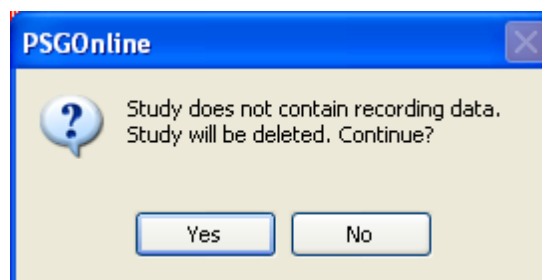 PSGOnline
Study does not contain recording data.
Study will be deleted. Continue?
Yes
No